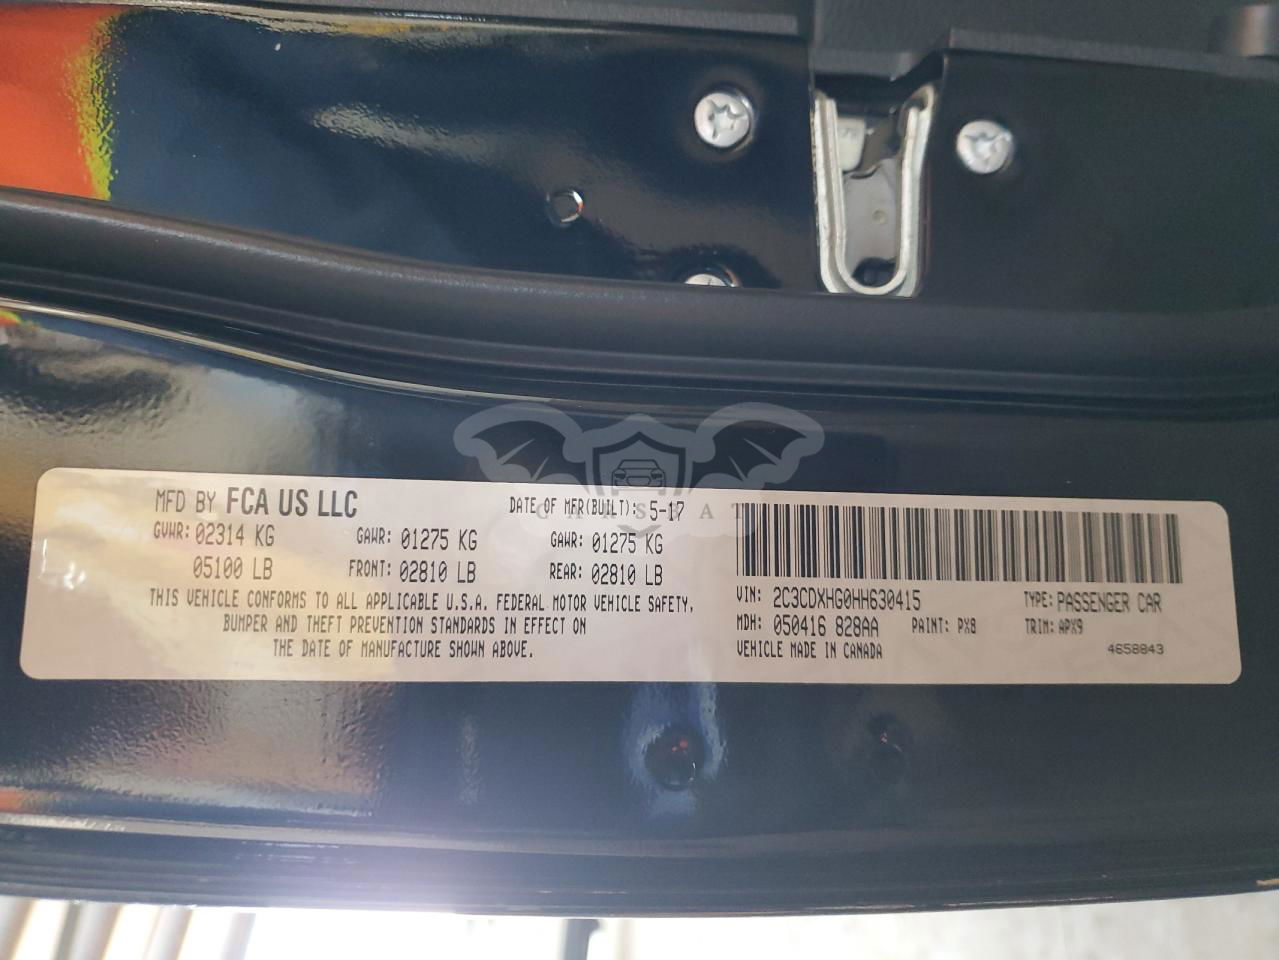 MFD BY FCA US LLC DATE OF MFR(BUILT): 5-17
GVWR: 02314 KG GAWR: 01275 KG GAWR: 01275 KG
05100 LB FRONT: 02810 LB REAR: 02810 LB
THIS VEHICLE CONFORMS TO ALL APPLICABLE U.S.A. FEDERAL MOTOR VEHICLE SAFETY,
BUMPER AND THEFT PREVENTION STANDARDS IN EFFECT ON
THE DATE OF MANUFACTURE SHOWN ABOVE.
VIN: 2C3CDXHG0HH630415 TYPE: PASSENGER CAR
MDH: 050416 828AA PAINT: PX8 TRIM: APX9
VEHICLE MADE IN CANADA 4658843